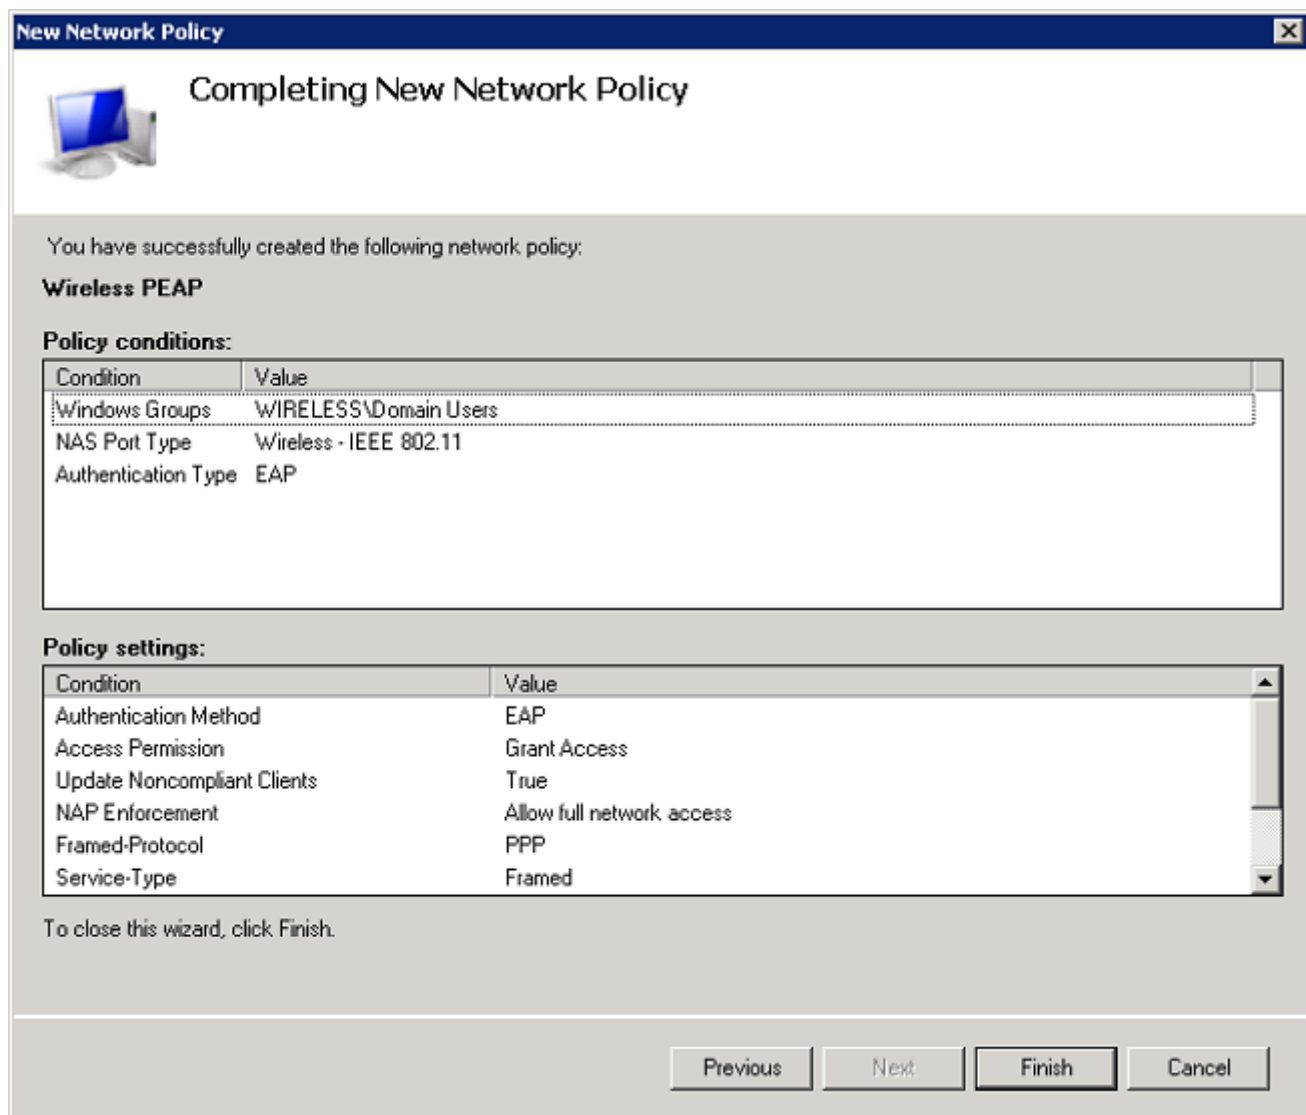 New Network Policy
Completing New Network Policy
You have successfully created the following network policy:
Wireless PEAP
Policy conditions:
Condition Value
Windows Groups WIRELESS\Domain Users
NAS Port Type Wireless - IEEE 802.11
Authentication Type EAP
Policy settings:
Condition Value
Authentication Method EAP
Access Permission Grant Access
Update Noncompliant Clients True
NAP Enforcement Allow full network access
Framed-Protocol PPP
Service-Type Framed
To close this wizard, click Finish.
Previous Next Finish Cancel